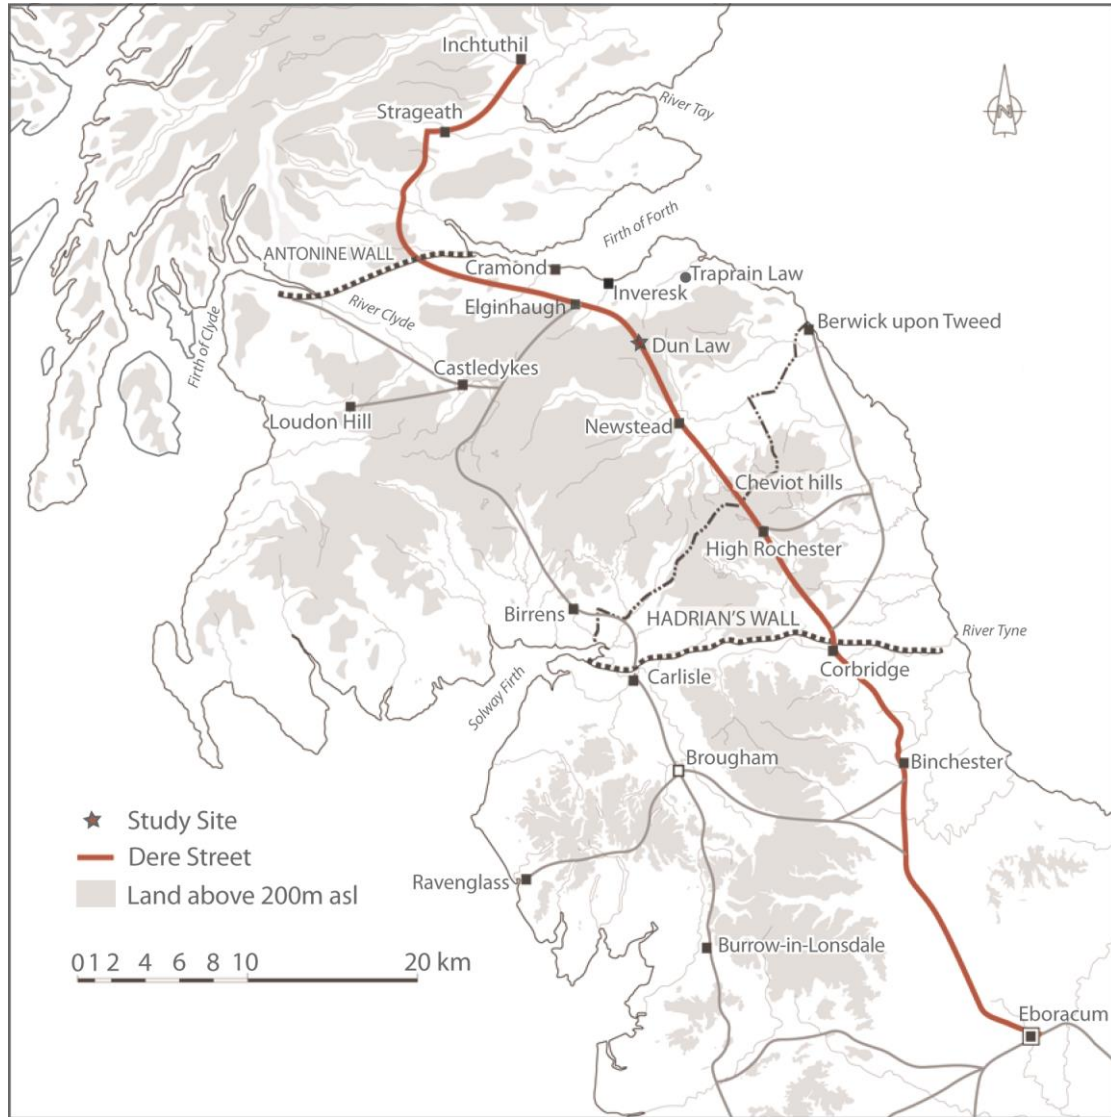 Inchtuthil
Strageath
River Tay
N
Firth of Forth
ANTONINE WALL
Cramond
Traprain Law
Inveresk
Elginhaugh
River Clyde
Firth of Clyde
Berwick upon Tweed
Dun Law
Castledykes
Loudon Hill
Newstead
Cheviot hills
High Rochester
Birrens
HADRIAN'S WALL
River Tyne
Carlisle
Corbridge
Solway Firth
Brougham
Binchester
Study Site
Dere Street
Land above 200m asl
Ravenglass
Burrow-in-Lonsdale
0 1 2 4 6 8 10 20 km
Eboracum